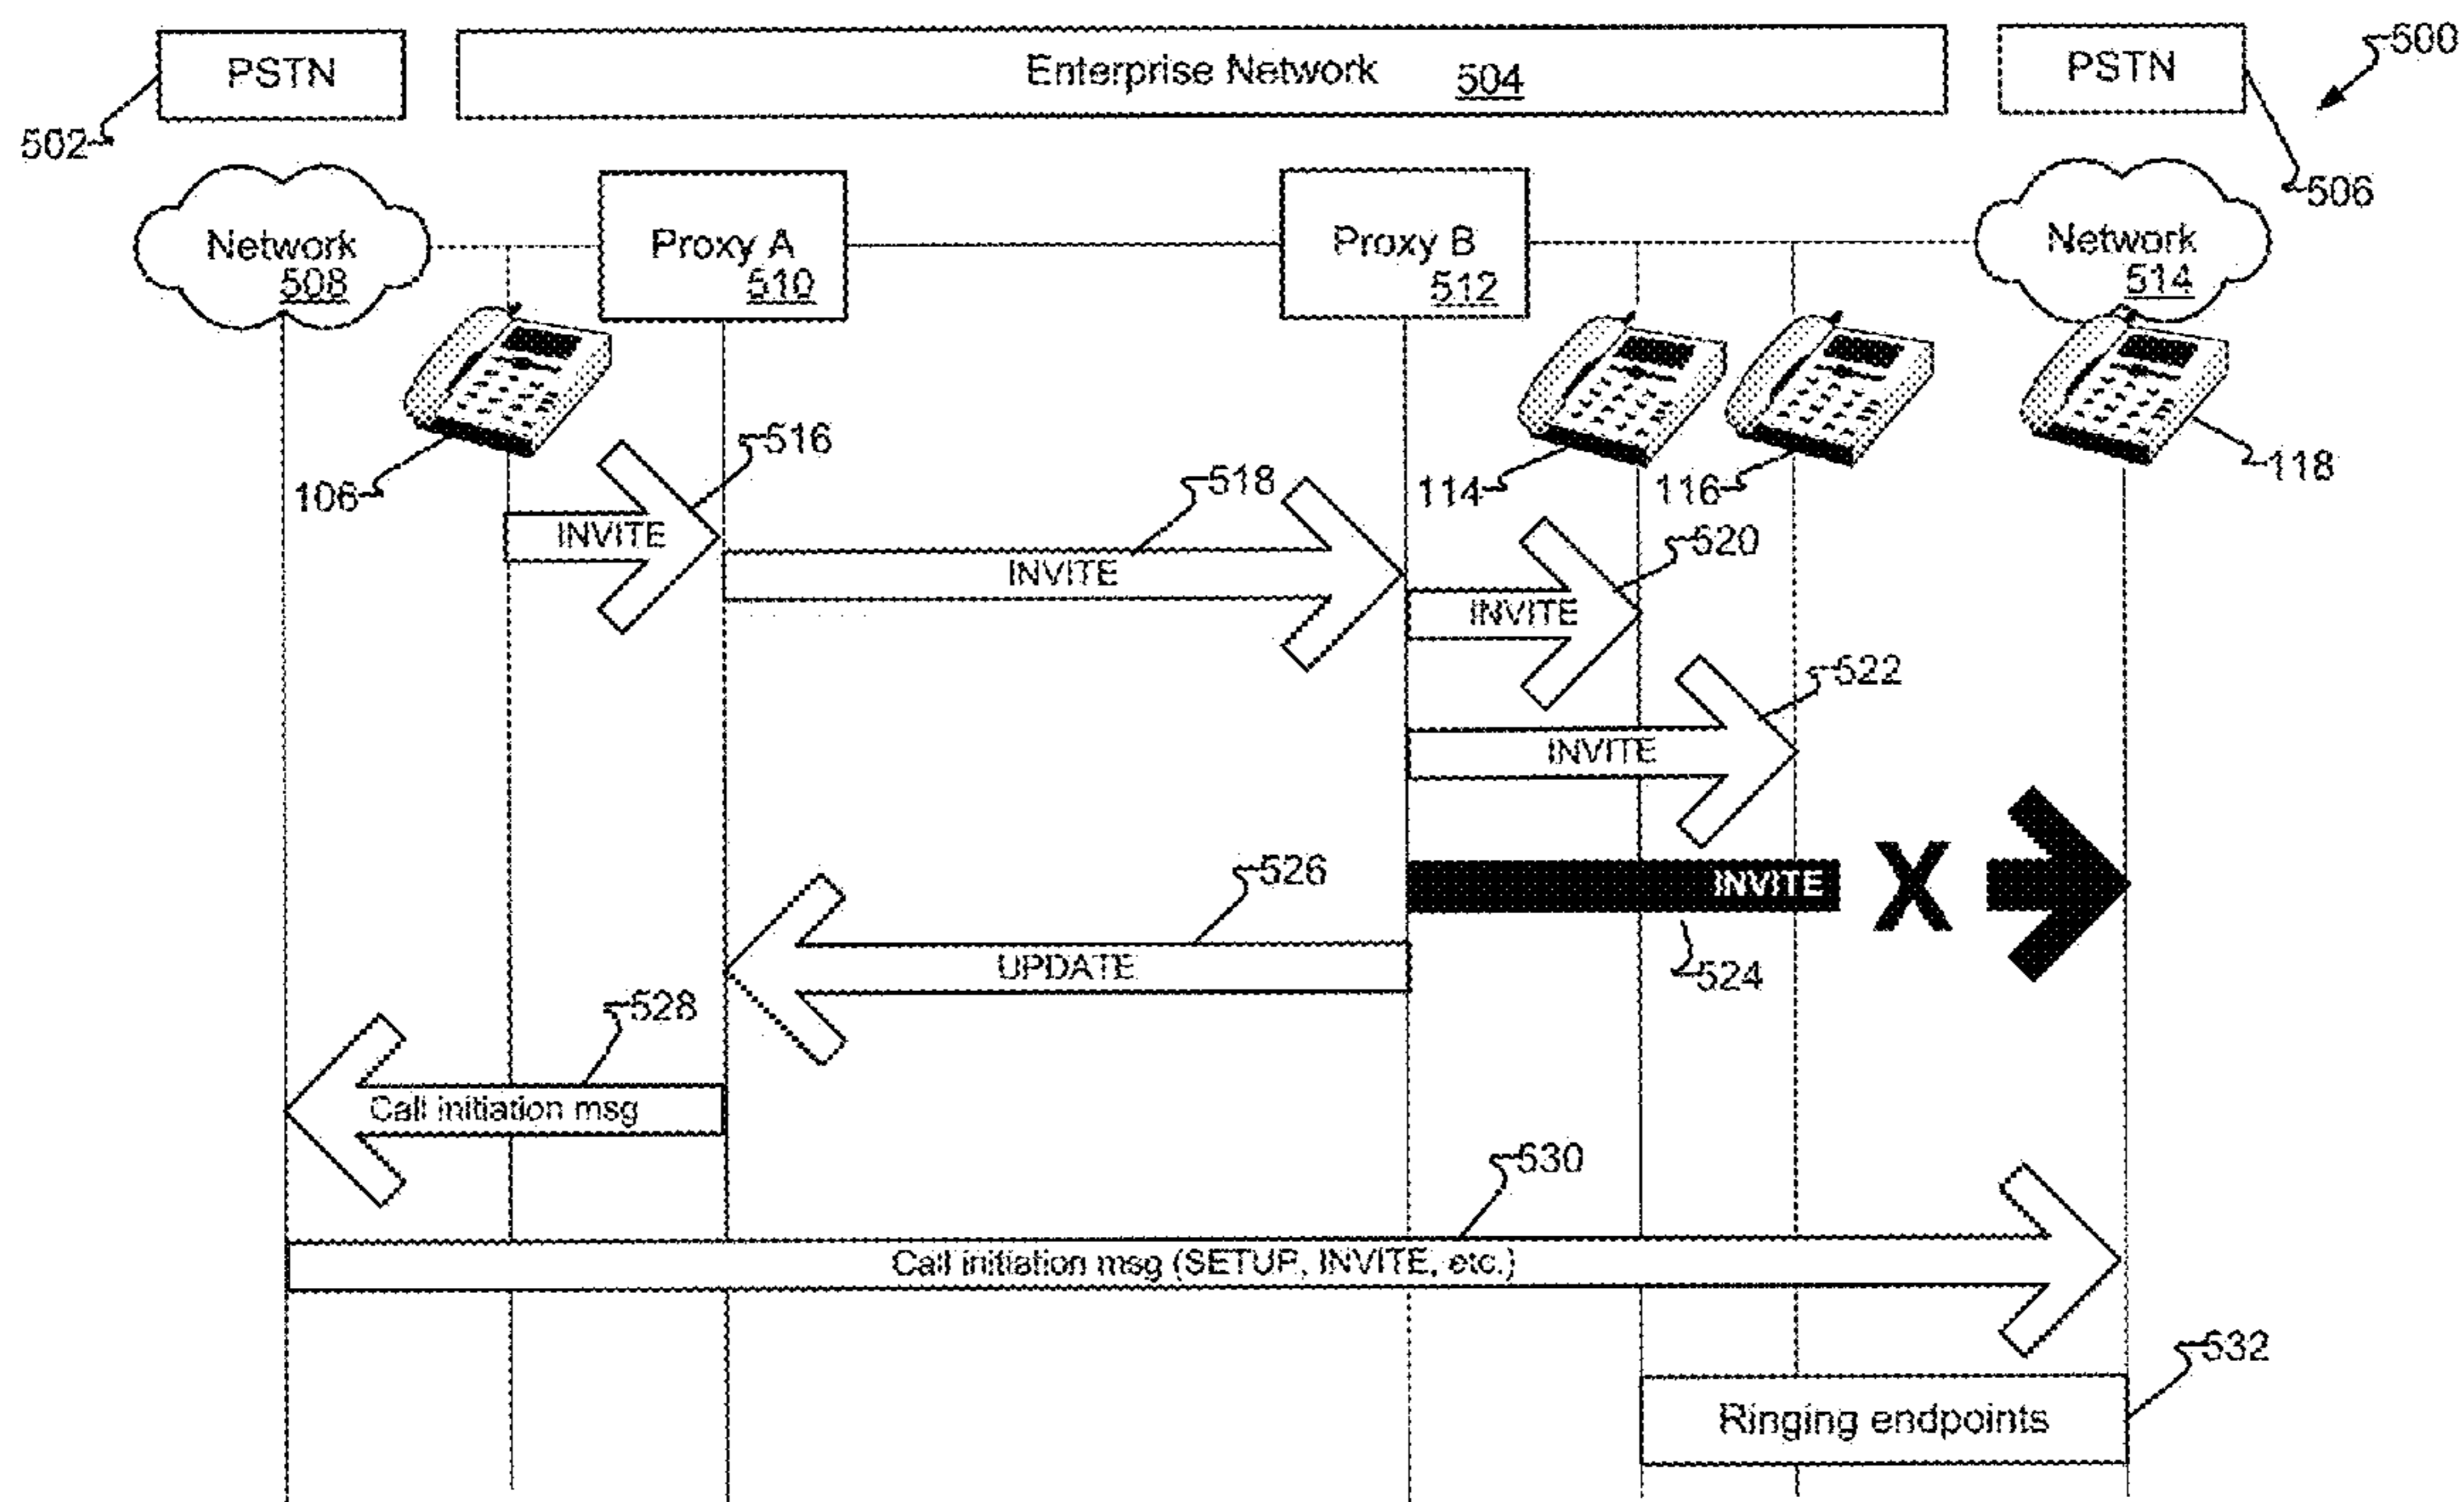 PSTN
Enterprise Network 504
PSTN
500
502
506
Network
508
Proxy A
510
Proxy B
512
Network
514
106
516
518
114
116
118
INVITE
INVITE
520
INVITE
522
INVITE
INVITE
X
524
526
UPDATE
528
Call initiation msg
530
Call initiation msg (SETUP, INVITE, etc.)
532
Ringing endpoints